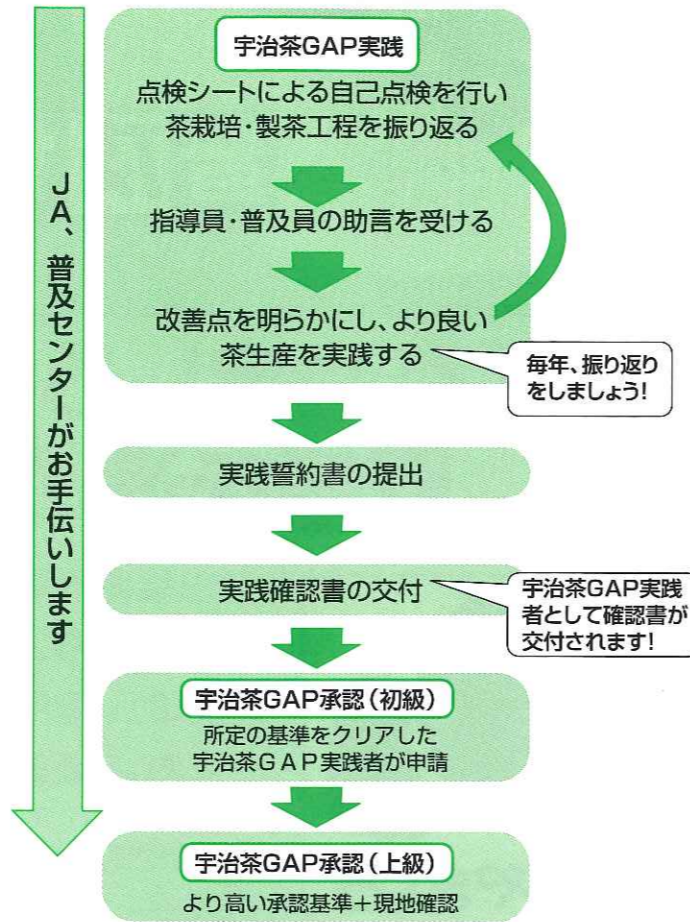 JA、普及センターがお手伝いします
宇治茶GAP実践
点検シートによる自己点検を行い
茶栽培・製茶工程を振り返る
指導員・普及員の助言を受ける
改善点を明らかにし、より良い
茶生産を実践する
毎年、振り返り
をしましょう!
実践誓約書の提出
実践確認書の交付
宇治茶GAP実践
者として確認書が
交付されます!
宇治茶GAP承認(初級)
所定の基準をクリアした
宇治茶GAP実践者が申請
宇治茶GAP承認(上級)
より高い承認基準+現地確認